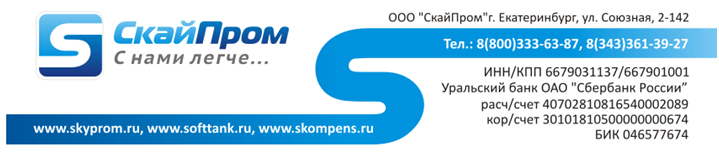 СкайПром
С нами легче...
ООО "СкайПром"г. Екатеринбург, ул. Союзная, 2-142
Тел.: 8(800)333-63-87, 8(343)361-39-27
ИНН/КПП 6679031137/667901001
Уральский банк ОАО "Сбербанк России”
расч/счет 40702810816540002089
кор/счет 30101810500000000674
БИК 046577674
www.skyprom.ru, www.softtank.ru, www.skompens.ru